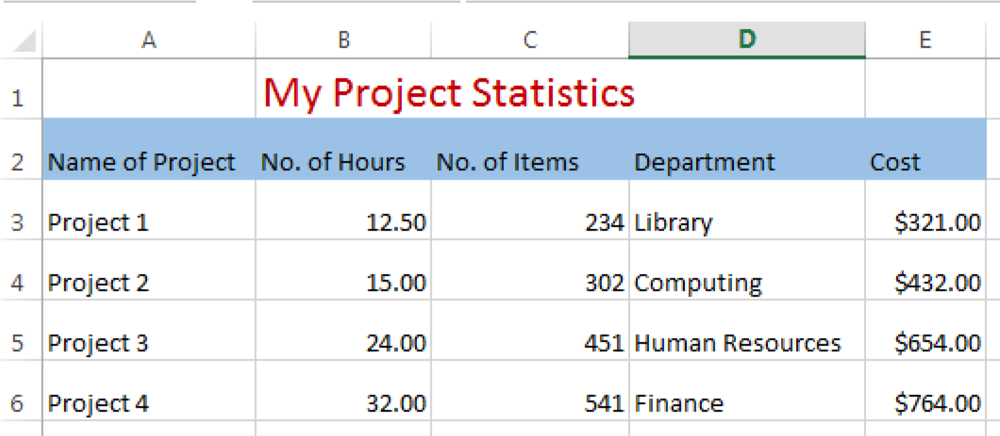 A B C D E
1 My Project Statistics
2 Name of Project No. of Hours No. of Items Department Cost
3 Project 1 12.50 234 Library $321.00
4 Project 2 15.00 302 Computing $432.00
5 Project 3 24.00 451 Human Resources $654.00
6 Project 4 32.00 541 Finance $764.00